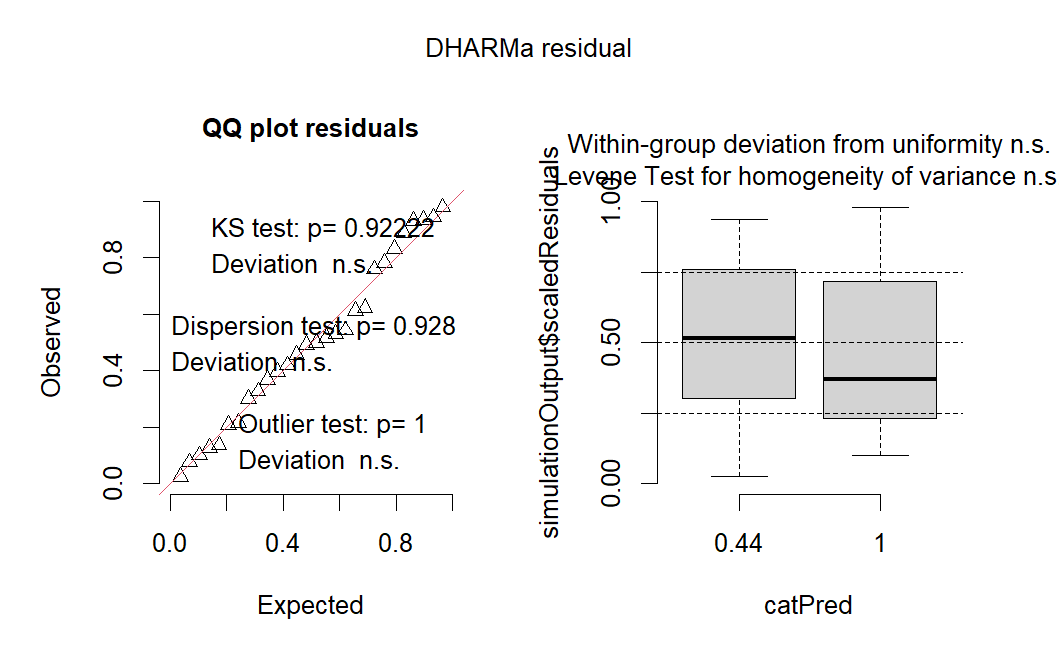 DHARMa residual
QQ plot residuals
KS test: p= 0.92222
Deviation  n.s.
Dispersion test: p= 0.928
Deviation  n.s.
Outlier test: p= 1
Deviation  n.s.
Observed
0.0
0.4
0.8
0.0
0.4
0.8
Expected
Within-group deviation from uniformity n.s.
Levene Test for homogeneity of variance n.s
simulationOutput$scaledResiduals
0.00
0.50
1.00
0.44
1
catPred